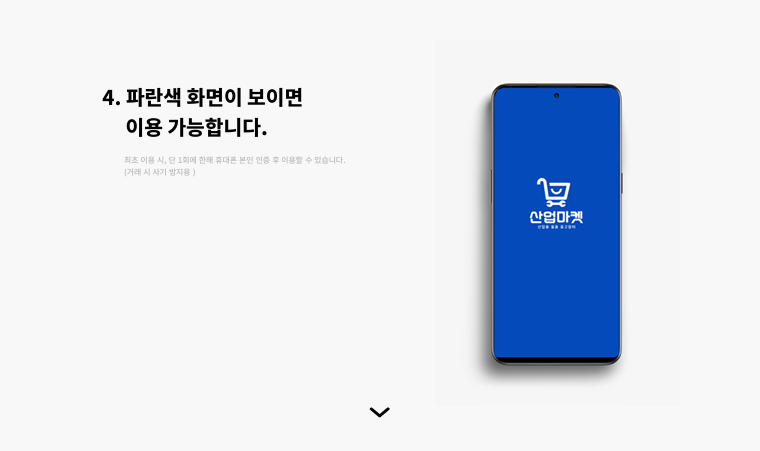 4. 파란색 화면이 보이면
이용 가능합니다.
최초 이용 시, 단 1회에 한해 휴대폰 본인 인증 후 이용할 수 있습니다.
(거래 시 사기 방지용 )
산업마켓
산업용 물품 중고장터